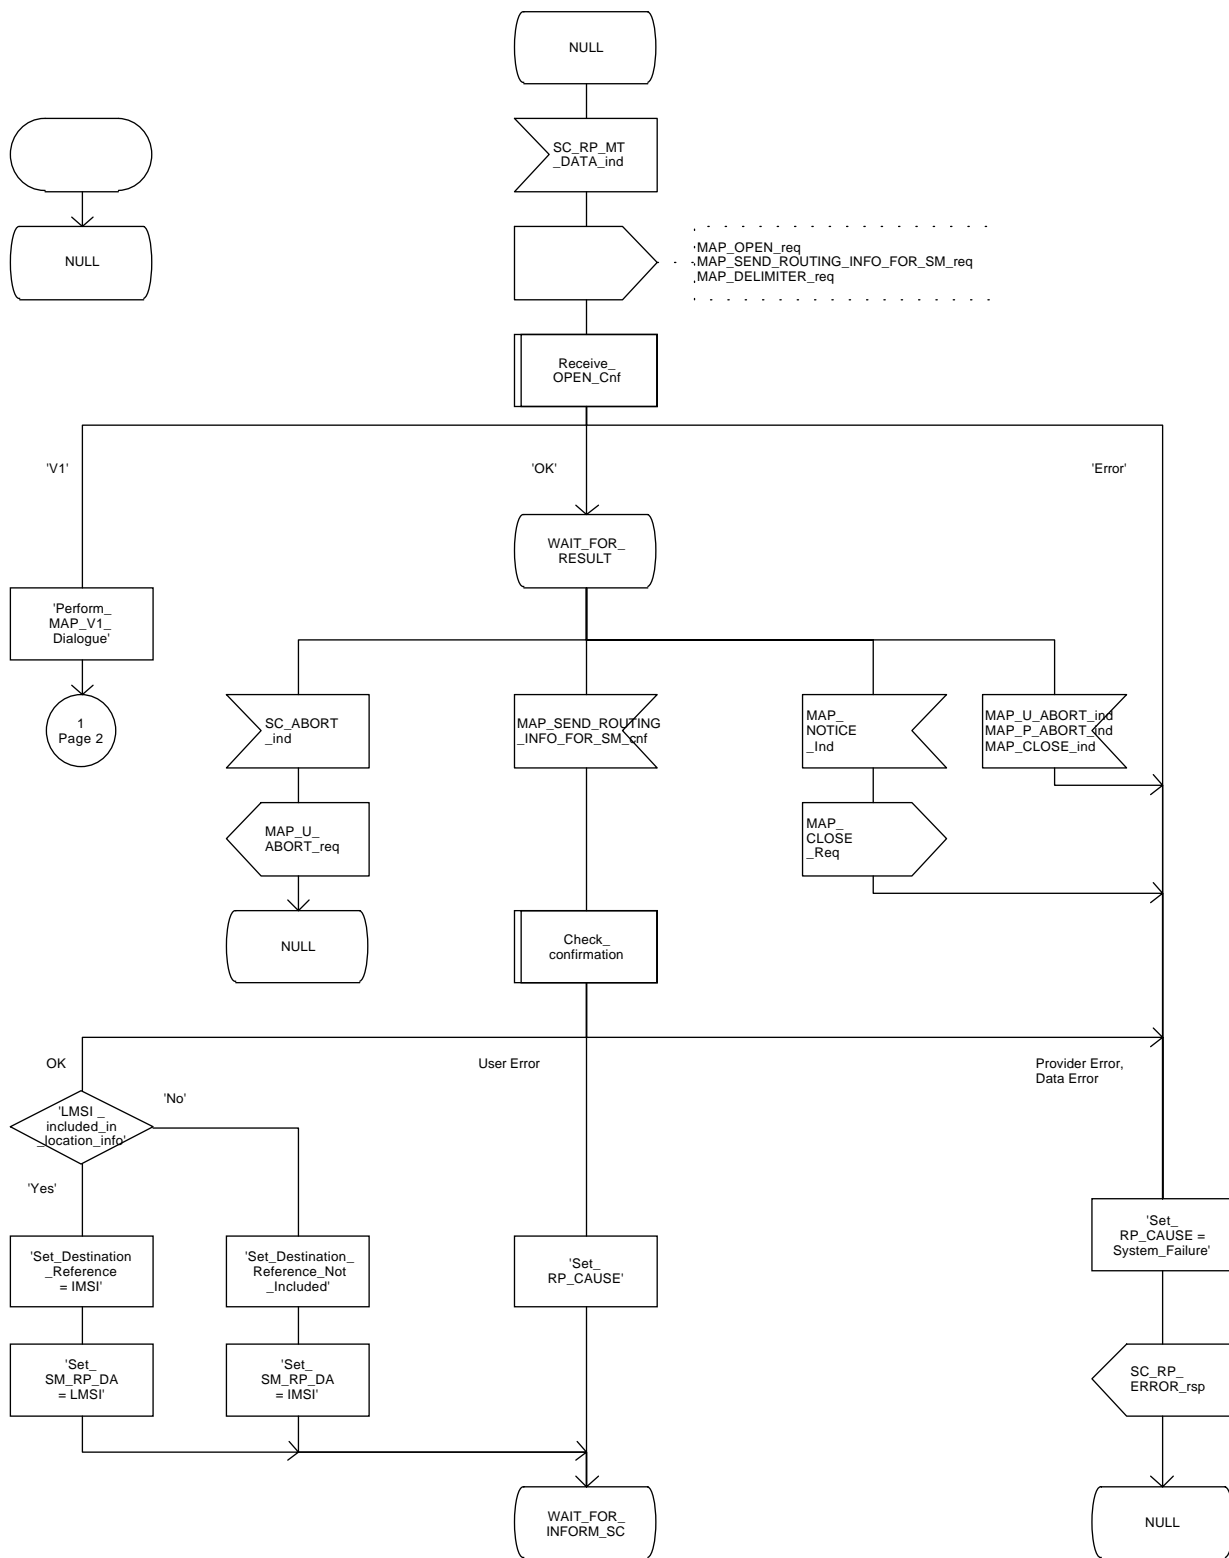 NULL
SC_RP_MT
_DATA_ind
NULL
MAP_OPEN_req
MAP_SEND_ROUTING_INFO_FOR_SM_req
MAP_DELIMITER_req
Receive_
OPEN_Cnf
'V1'
'OK'
'Error'
WAIT_FOR_
RESULT
'Perform_
MAP_V1_
Dialogue'
1
Page 2
SC_ABORT
_ind
MAP_SEND_ROUTING
_INFO_FOR_SM_cnf
MAP_
NOTICE
_Ind
MAP_U_ABORT_ind
MAP_P_ABORT_ind
MAP_CLOSE_ind
MAP_U_
ABORT_req
MAP_
CLOSE
_Req
NULL
Check_
confirmation
OK
User Error
Provider Error,
Data Error
'LMSI _
included_in
_location_info'
'No'
'Yes'
'Set_Destination
_Reference
= IMSI'
'Set_Destination_
Reference_Not
_Included'
'Set_
RP_CAUSE'
'Set_
RP_CAUSE =
System_Failure'
'Set_
SM_RP_DA
= LMSI'
'Set_
SM_RP_DA
= IMSI'
SC_RP_
ERROR_rsp
WAIT_FOR_
INFORM_SC
NULL